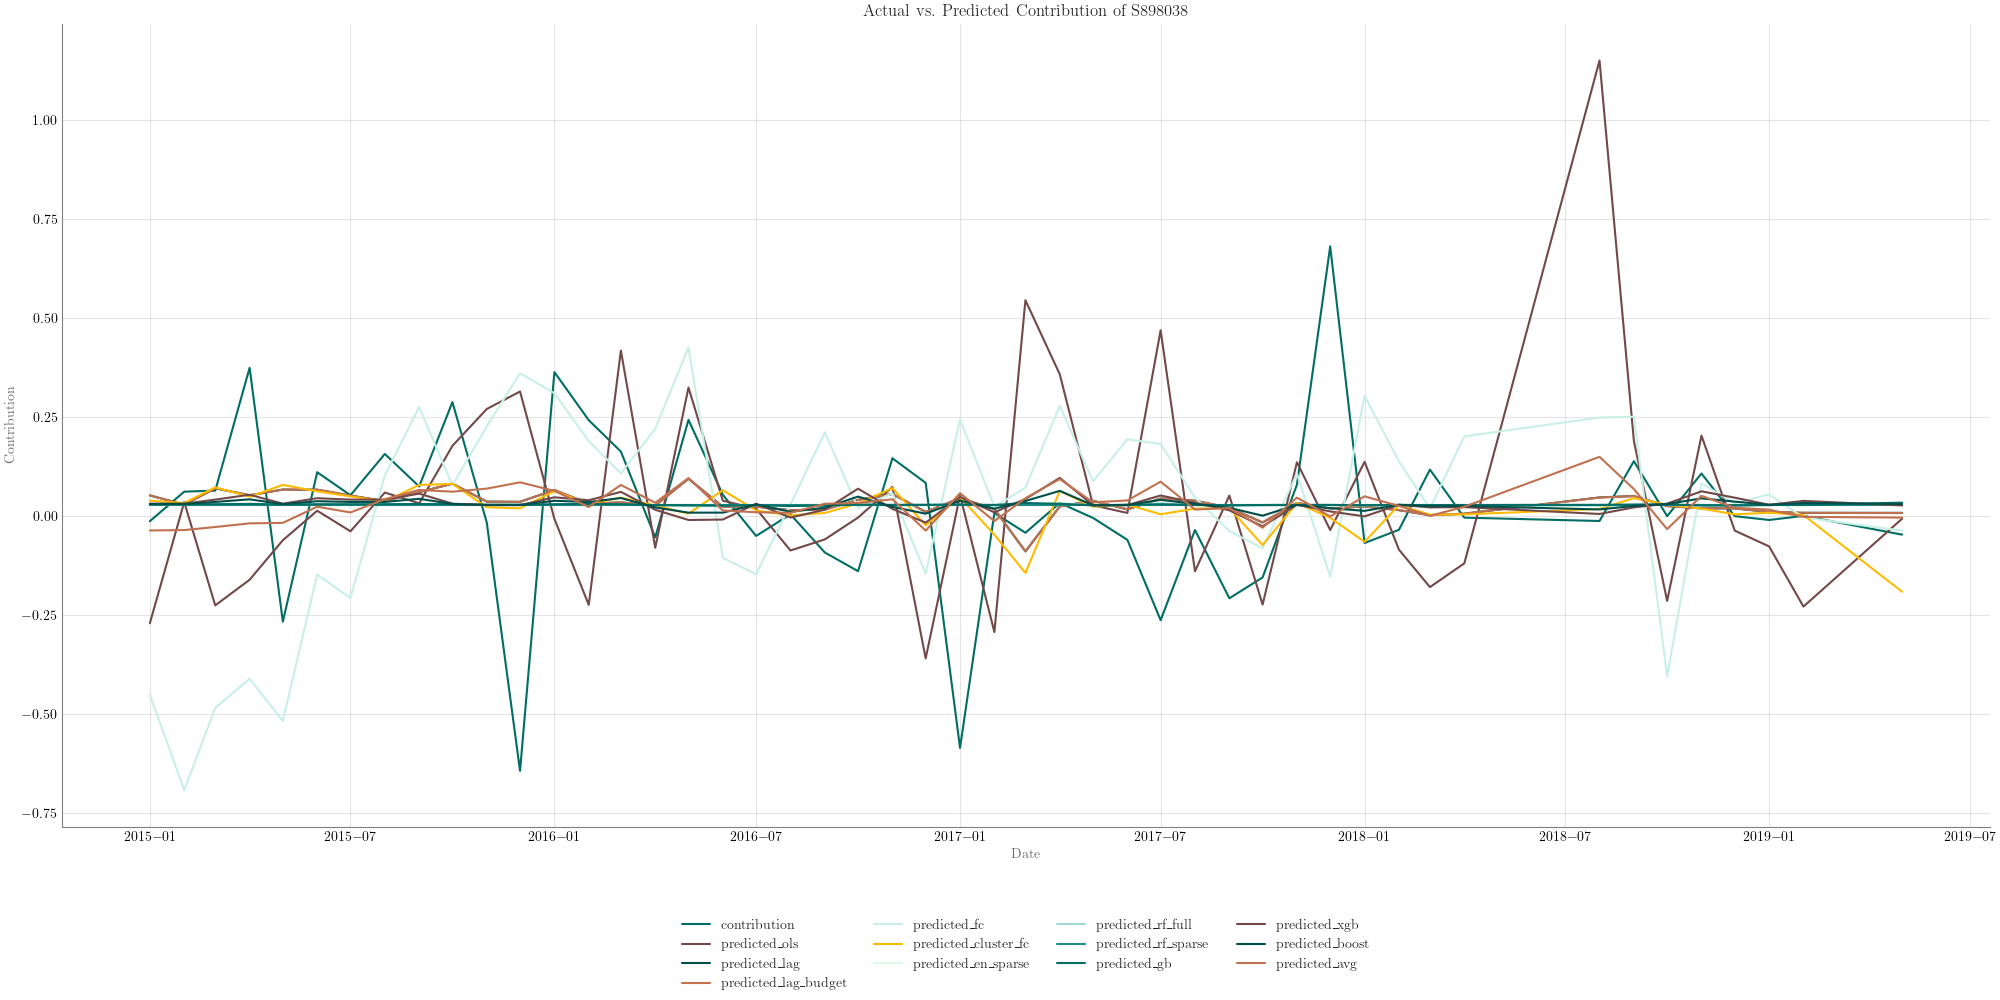 Actual vs. Predicted Contribution of S898038
Contribution
1.00
0.75
0.50
0.25
0.00
−0.25
−0.50
−0.75
2015−01
2015−07
2016−01
2016−07
2017−01
2017−07
2018−01
2018−07
2019−01
2019−07
Date
contribution
predicted_ols
predicted_lag
predicted_lag_budget
predicted_fc
predicted_cluster_fc
predicted_en_sparse
predicted_rf_full
predicted_rf_sparse
predicted_gb
predicted_xgb
predicted_boost
predicted_avg